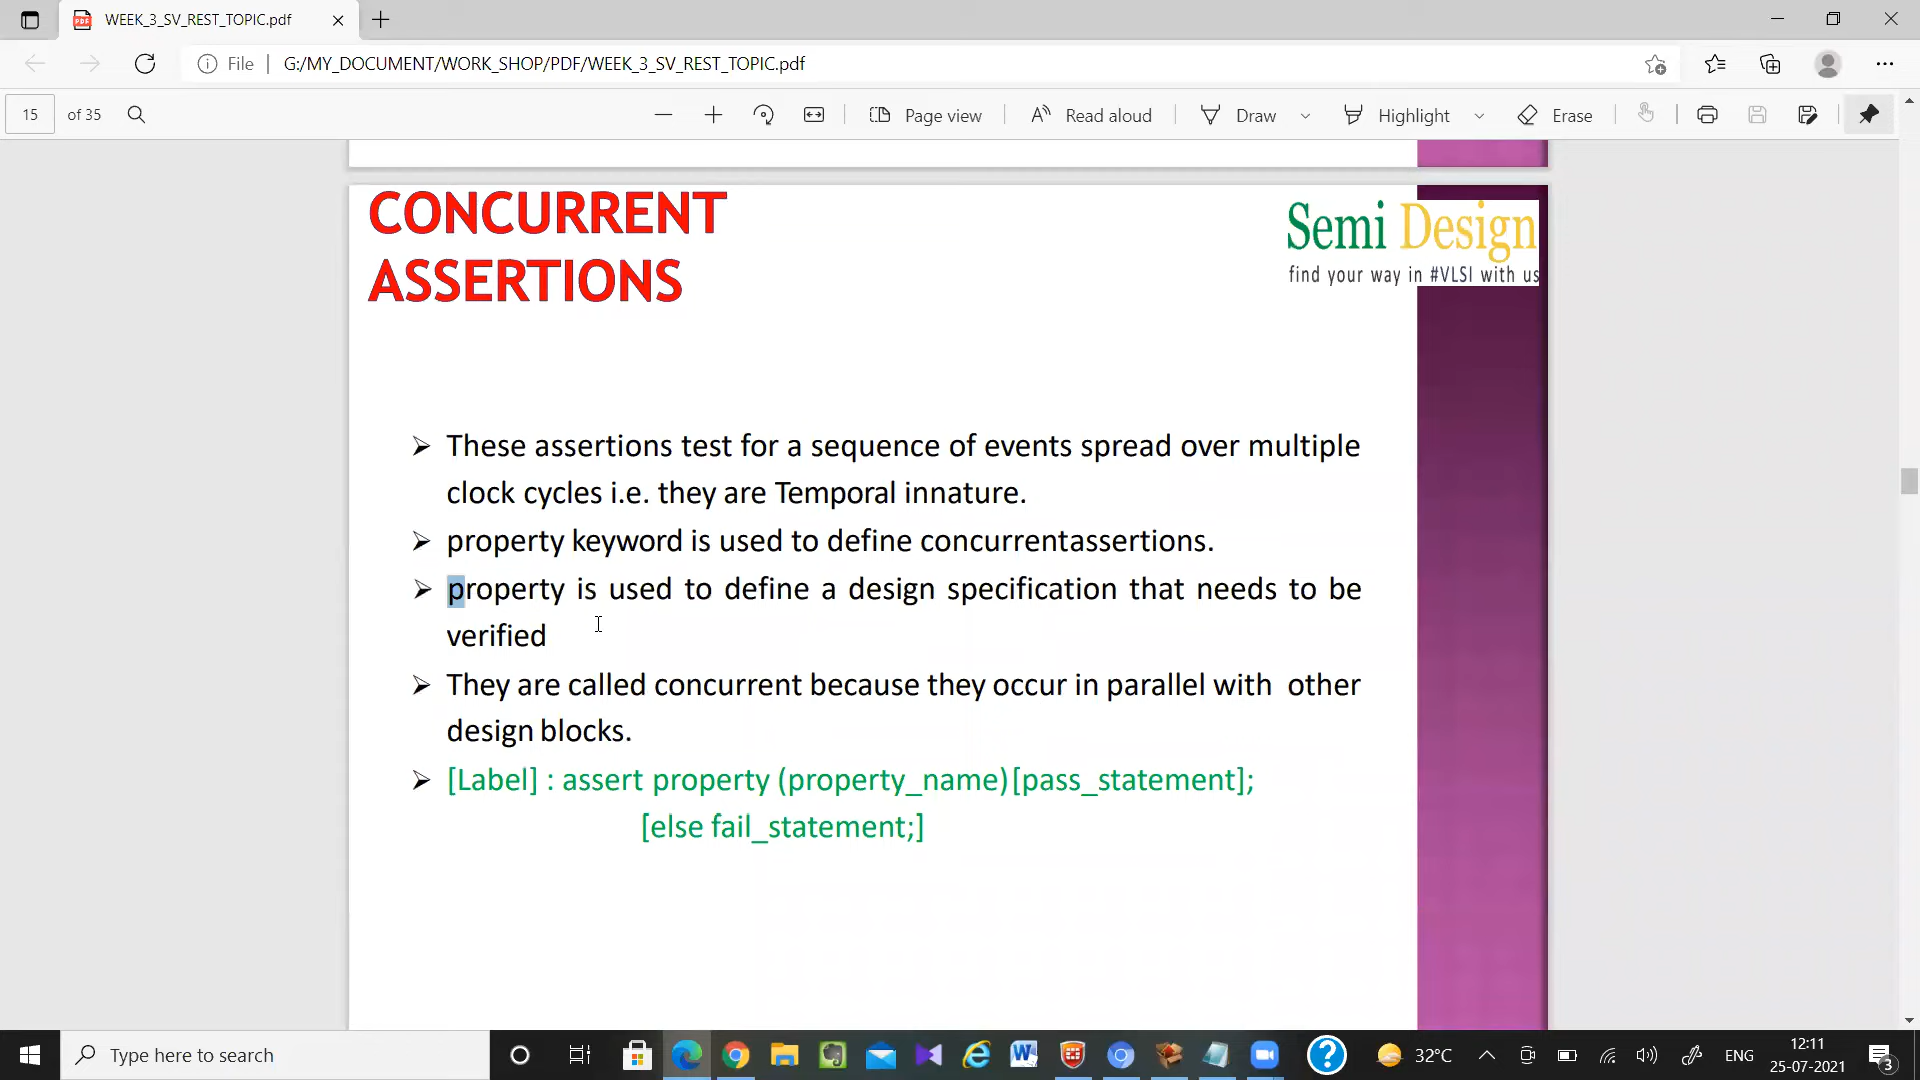 WEEK_3_SV_REST_TOPIC.pdf
File
G:/MY_DOCUMENT/WORK_SHOP/PDF/WEEK_3_SV_REST_TOPIC.pdf
15 of 35
Page view
Read aloud
Draw
Highlight
Erase
CONCURRENT
ASSERTIONS
Semi Design
find your way in #VLSI with us
These assertions test for a sequence of events spread over multiple
clock cycles i.e. they are Temporal innature.
property keyword is used to define concurrentassertions.
property is used to define a design specification that needs to be
verified
They are called concurrent because they occur in parallel with other
design blocks.
[Label] : assert property (property_name)[pass_statement];
[else fail_statement;]
Type here to search
32°C
ENG
12:11
25-07-2021
3